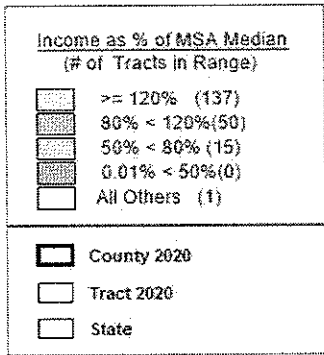 Income as % of MSA Median
(# of Tracts in Range)
>= 120% (137)
80% < 120%(50)
50% < 80% (15)
0.01% < 50%(0)
All Others (1)
County 2020
Tract 2020
State